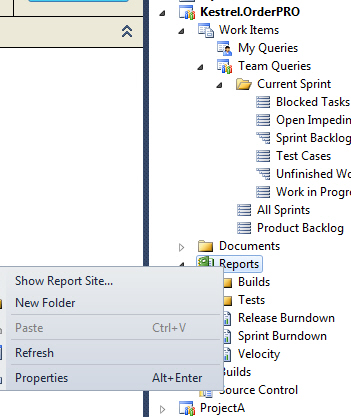 Kestrel.OrderPRO
Work Items
My Queries
Team Queries
Current Sprint
Blocked Tasks
Open Impedin
Sprint Backlog
Test Cases
Unfinished Wo
Work in Progre
All Sprints
Product Backlog
Documents
Reports
Builds
Tests
Release Burndown
Sprint Burndown
Velocity
Builds
Source Control
ProjectA
Show Report Site...
New Folder
Paste Ctrl+V
Refresh
Properties Alt+Enter